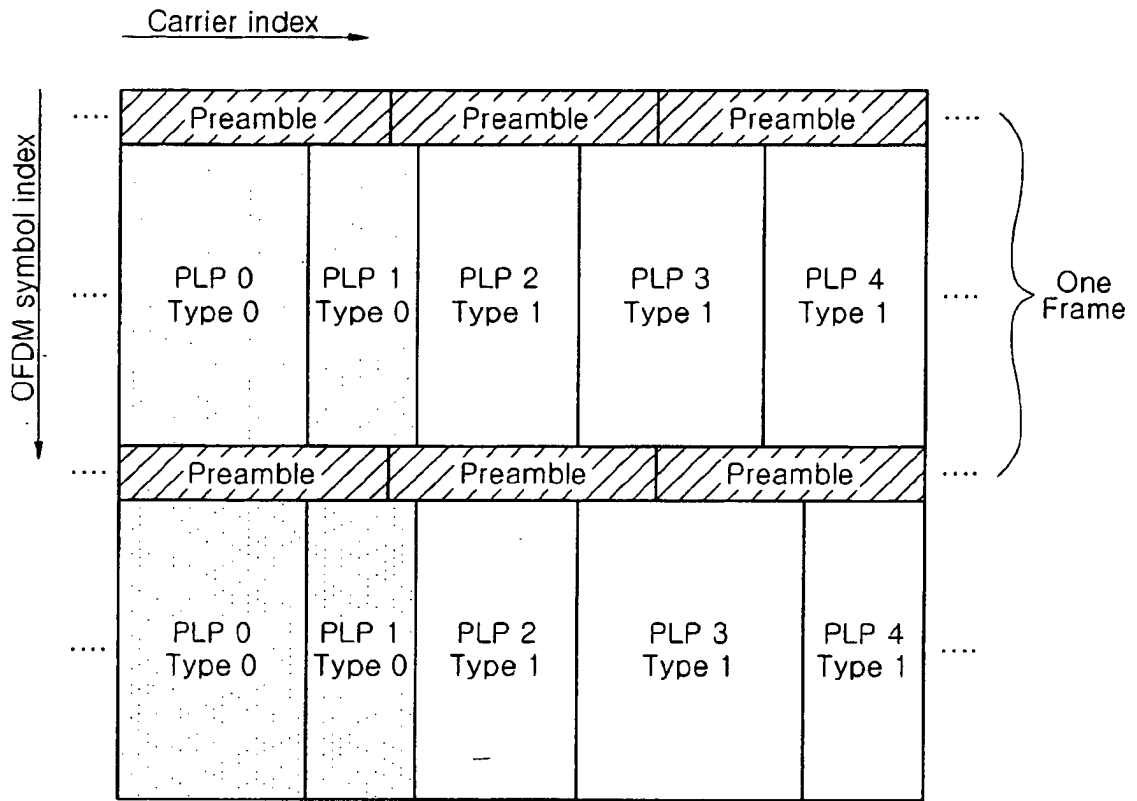 Carrier index
OFDM symbol index
.... Preamble Preamble Preamble ....
PLP 0 PLP 1 PLP 2 PLP 3 PLP 4
.... Type 0 Type 0 Type 1 Type 1 Type 1 ....
One
Frame
.... Preamble Preamble Preamble ....
PLP 0 PLP 1 PLP 2 PLP 3 PLP 4
.... Type 0 Type 0 Type 1 Type 1 Type 1 ....